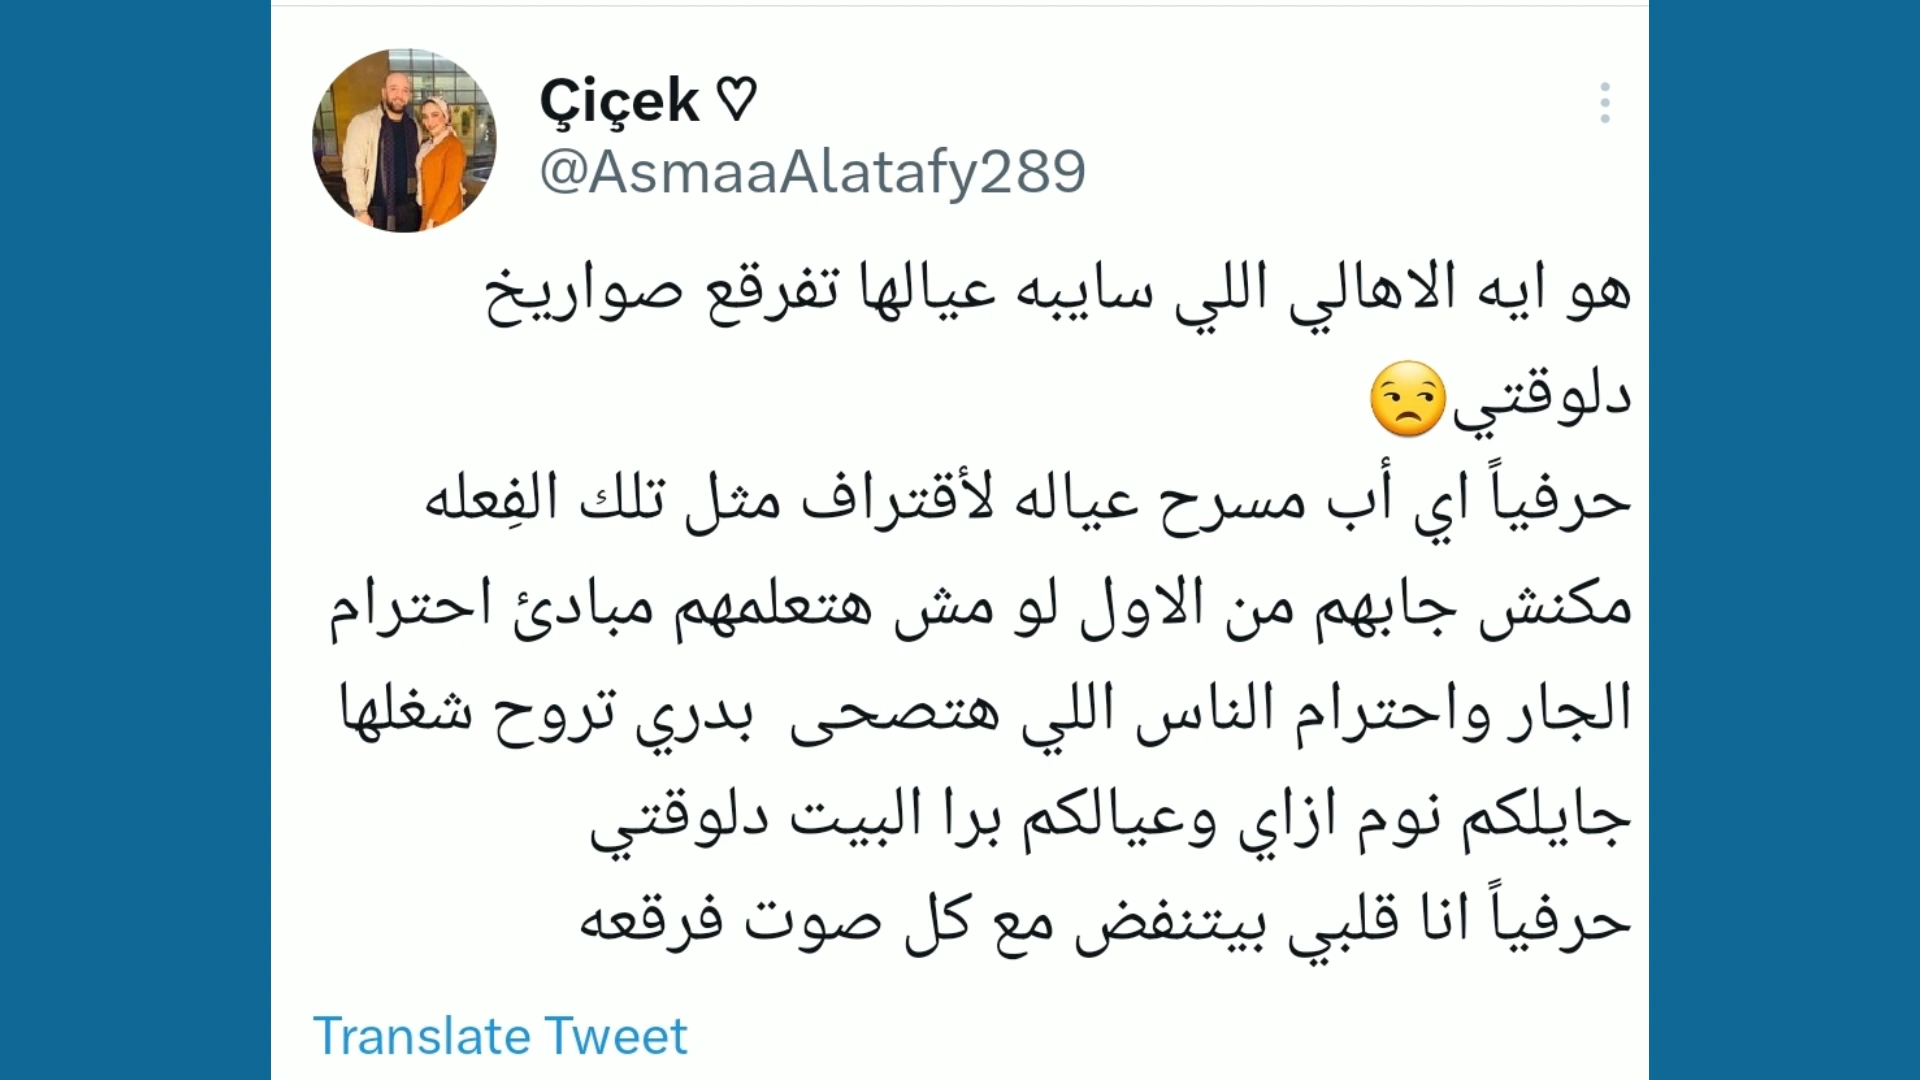 Çiçek ♡
@AsmaaAlatafy289
هو ايه الاهالي اللي سايبه عيالها تفرقع صواريخ
دلوقتي😒
حرفياً اي أب مسرح عياله لأقتراف مثل تلك الفِعله
مكنش جابهم من الاول لو مش هتعلمهم مبادئ احترام
الجار واحترام الناس اللي هتصحى بدري تروح شغلها
جايلكم نوم ازاي وعيالكم برا البيت دلوقتي
حرفياً انا قلبي بيتنفض مع كل صوت فرقعه
Translate Tweet